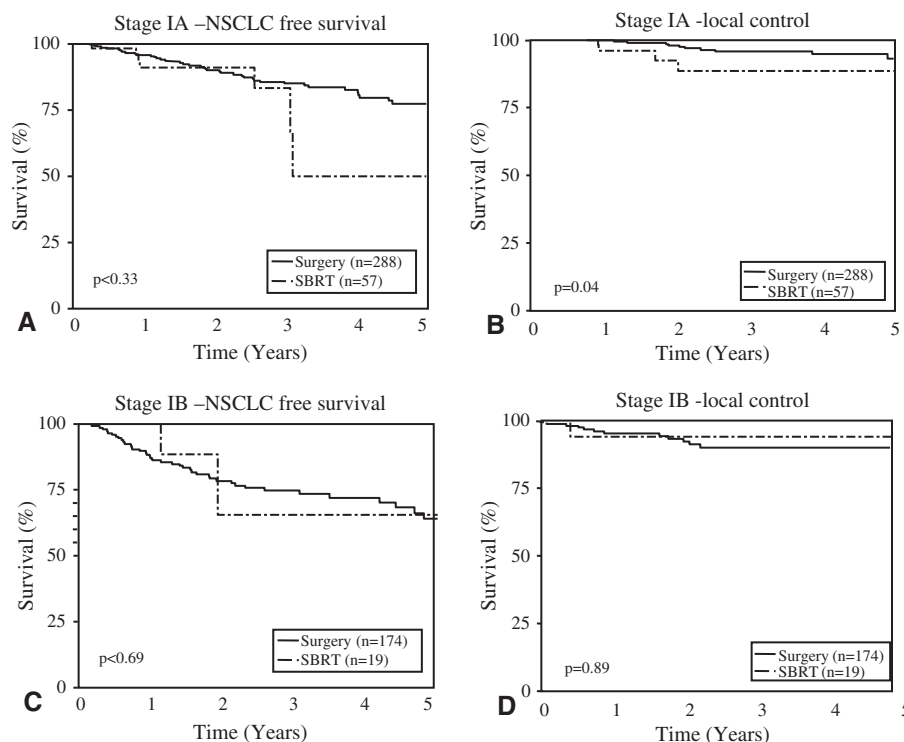 Stage IA –NSCLC free survival
100
75
50
25
0
Survival (%)
Surgery (n=288)
SBRT (n=57)
p<0.33
0 1 2 3 4 5
A
Time (Years)
Stage IA -local control
100
75
50
25
0
Survival (%)
Surgery (n=288)
SBRT (n=57)
p=0.04
0 1 2 3 4 5
B
Time (Years)
Stage IB –NSCLC free survival
100
75
50
25
0
Survival (%)
Surgery (n=174)
SBRT (n=19)
p<0.69
0 1 2 3 4 5
C
Time (Years)
Stage IB -local control
100
75
50
25
0
Survival (%)
Surgery (n=174)
SBRT (n=19)
p=0.89
0 1 2 3 4 5
D
Time (Years)